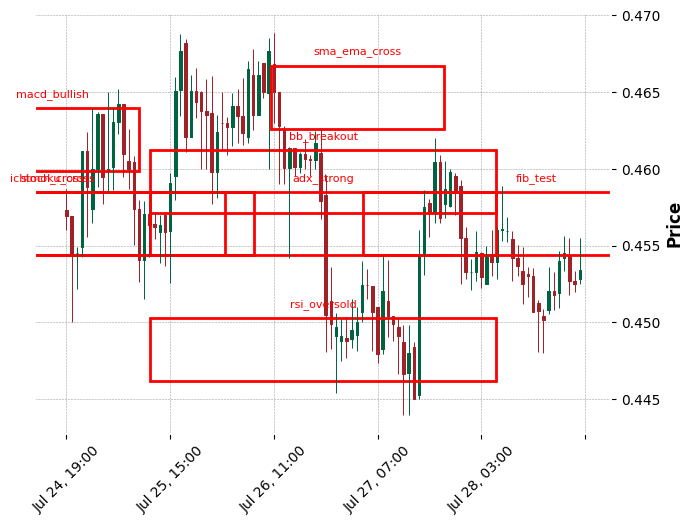 0.470
sma_ema_cross
0.465
macd_bullish
bb_breakout
0.460
adx_strong
fib_test
0.455
Price
rsi_oversold
0.450
0.445
Jul 24, 19:00
Jul 25, 15:00
Jul 26, 11:00
Jul 27, 07:00
Jul 28, 03:00